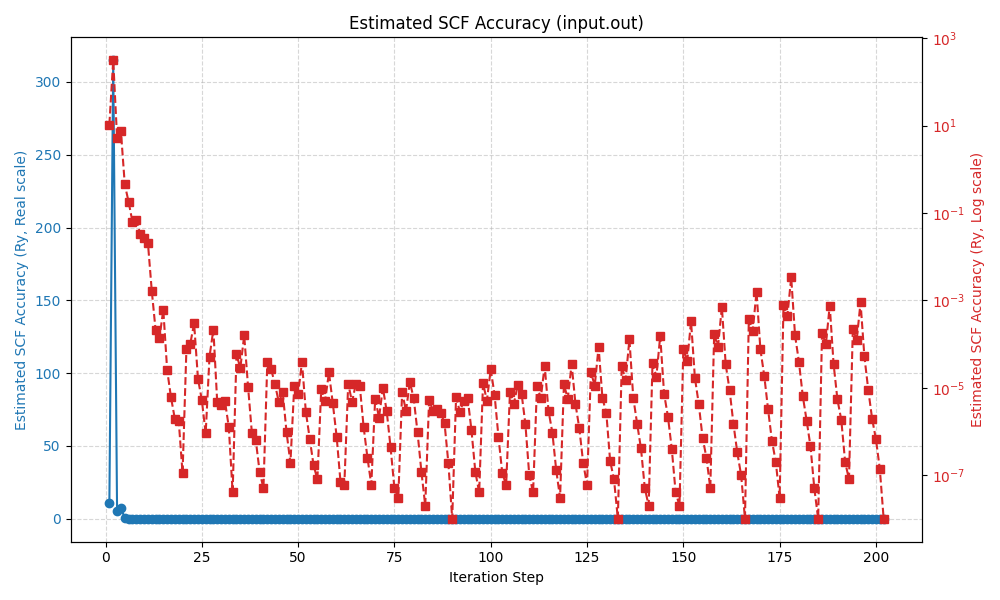 Estimated SCF Accuracy (input.out)
Estimated SCF Accuracy (Ry, Real scale)
300
250
200
150
100
50
0
0 25 50 75 100 125 150 175 200
Iteration Step
10³
10¹
10⁻¹
10⁻³
10⁻⁵
10⁻⁷
Estimated SCF Accuracy (Ry, Log scale)